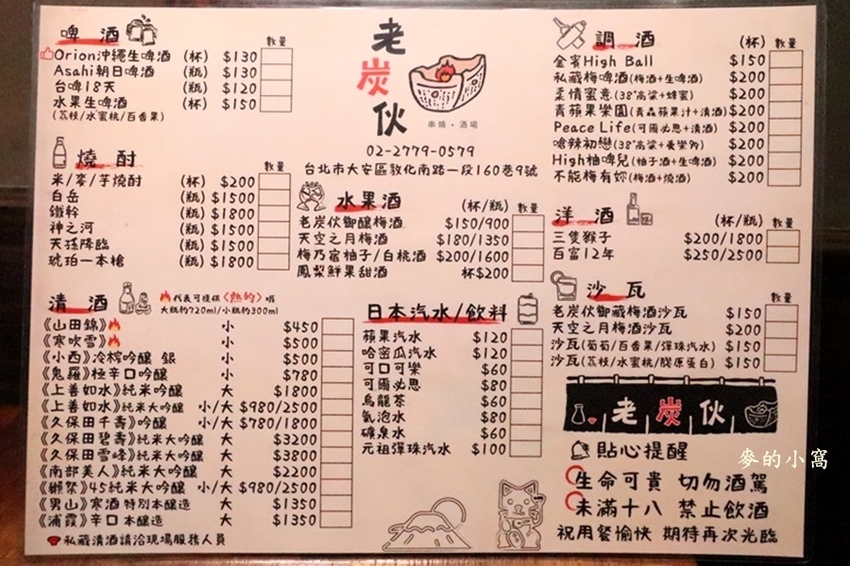 啤酒
數量
Orion沖繩生啤酒 (杯) $130
Asahi朝日啤酒 (瓶) $130
台啤18天 (瓶) $120
水果生啤酒 (杯) $150
(荔枝/水蜜桃/百香果)
燒酎
數量
米/麥/芋燒酎 (杯) $200
白岳 (瓶) $1500
鐵幹 (瓶) $1800
神之河 (瓶) $1500
天孫降臨 (瓶) $1500
琥珀一本槍 (瓶) $1800
清酒
代表可提供〈熱的〉哦
大瓶約720ml/小瓶約300ml
數量
《山田錦》 小 $450
《寒吹雪》 小 $500
《小西》冷檸吟釀 銀 小 $500
《鬼羅》極辛口吟釀 小 $780
《上善如水》純米吟釀 大 $1800
《上善如水》純米大吟釀 小/大 $980/2500
《久保田千壽》吟釀 小/大 $780/1800
《久保田碧壽》純米大吟釀 大 $3200
《久保田雪峰》純米大吟釀 大 $3800
《南部美人》純米大吟釀 大 $2200
《獺祭》45純米大吟釀 小/大 $980/2500
《男山》寒酒 特別本釀造 大 $1350
《浦霞》辛口 本釀造 大 $1350
私藏清酒請洽現場服務人員
老炭伙
串燒・酒場
02-2779-0579
台北市大安區敦化南路一段160巷9號
水果酒
(杯/瓶)
數量
老炭伙御釀梅酒 $150/900
天空之月梅酒 $180/1350
梅乃宿柚子/白桃酒 $200/1600
鳳梨鮮果甜酒 杯$200
日本汽水/飲料
數量
蘋果汽水 $120
哈密瓜汽水 $120
可口可樂 $60
可爾必思 $80
烏龍茶 $60
氣泡水 $80
礦泉水 $60
元祖彈珠汽水 $100
調酒
(杯)
數量
金賓High Ball $150
私藏梅啤酒(梅酒+生啤酒) $200
柔情蜜意(38°高粱+蜂蜜) $200
青蘋果樂園(青森蘋果汁+清酒) $200
Peace Life(可爾必思+清酒) $200
嗆辣初戀(38°高粱+麥樂多) $200
High柚啤兒(柚子酒+生啤酒) $200
不能梅有妳(梅酒+燒酒) $200
洋酒
(杯/瓶)
數量
三隻猴子 $200/1800
百富12年 $250/2500
沙瓦
數量
老炭伙御藏梅酒沙瓦 $150
天空之月梅酒沙瓦 $200
沙瓦(葡萄/百香果/彈珠汽水) $150
沙瓦(荔枝/水蜜桃/膠原蛋白) $150
老炭伙
貼心提醒
生命可貴 切勿酒駕
未滿十八 禁止飲酒
祝用餐愉快 期待再次光臨
麥的小窩